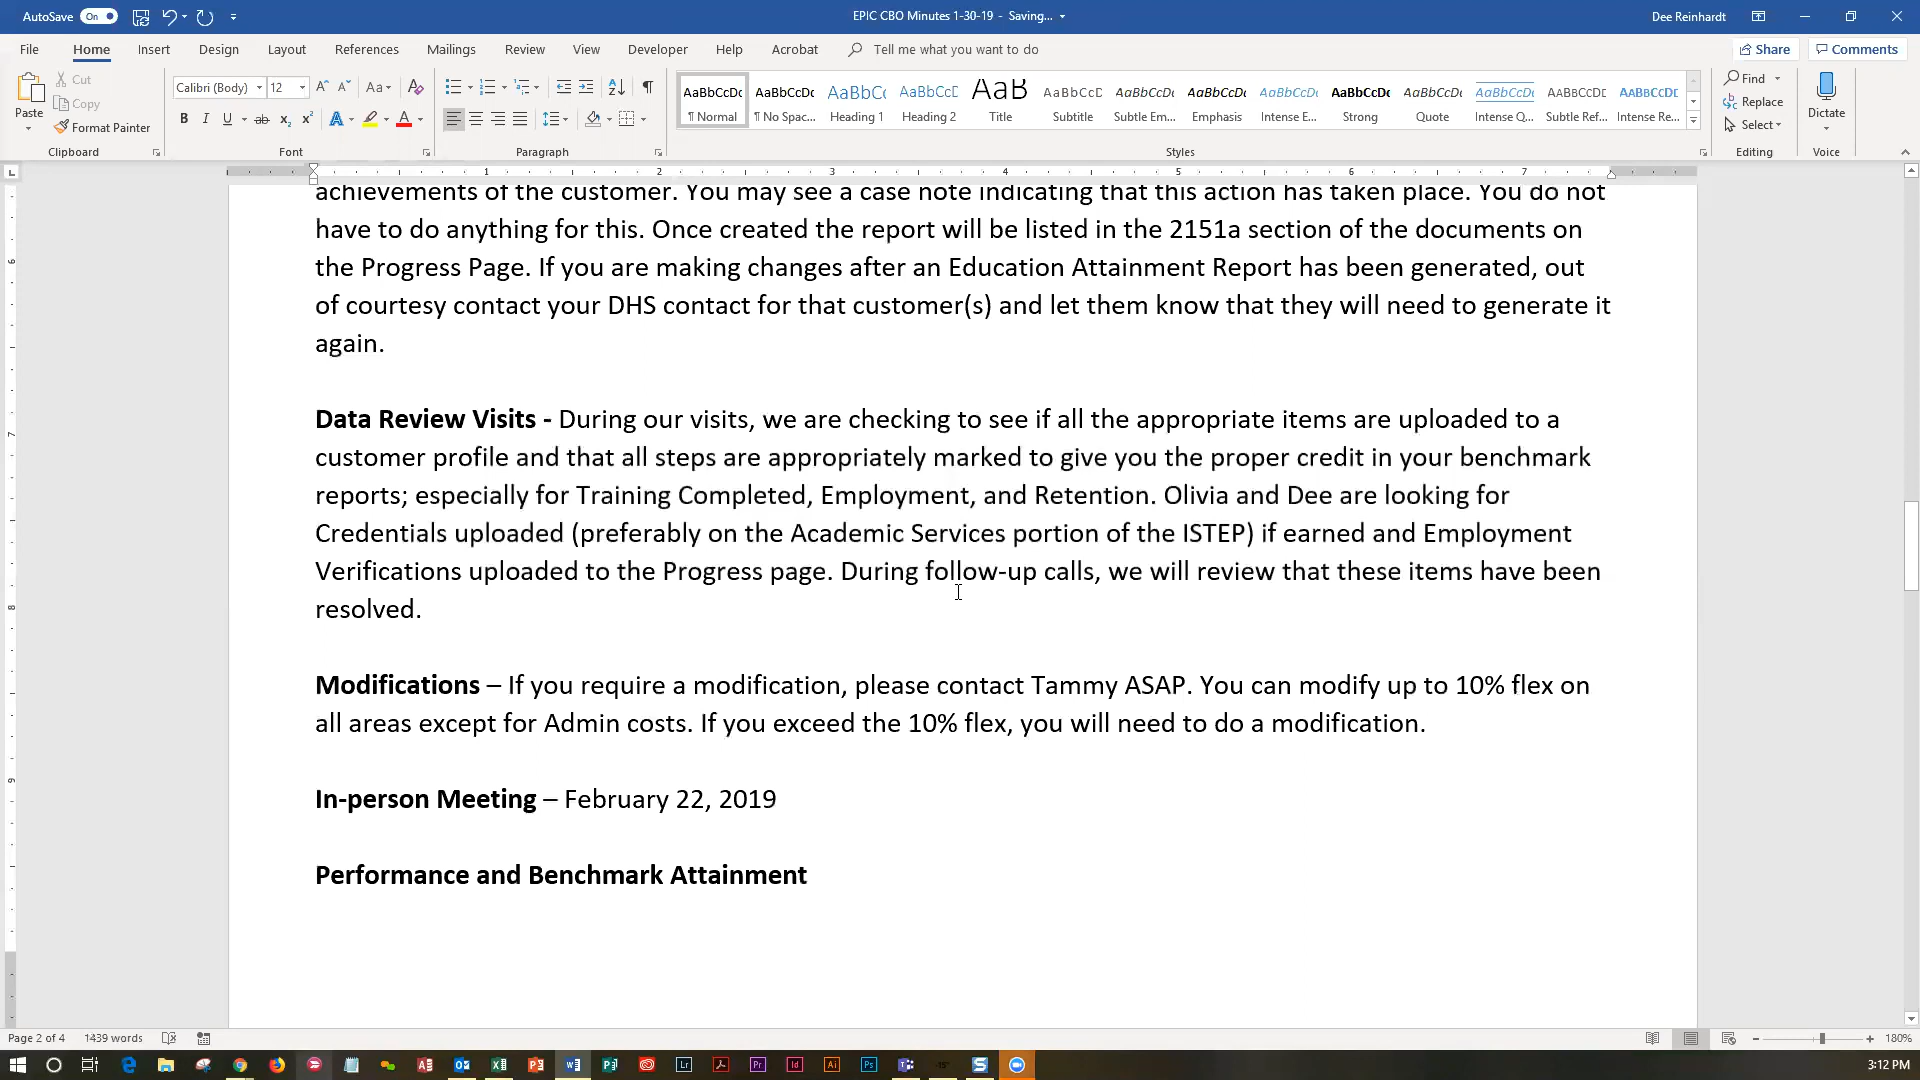 AutoSave On
EPIC CBO Minutes 1-30-19 - Saving...
Dee Reinhardt
File Home Insert Design Layout References Mailings Review View Developer Help Acrobat Tell me what you want to do Share Comments
Paste Cut
Copy
Format Painter
Clipboard
Calibri (Body) 12
Font
Paragraph
AaBbCcDc AaBbCcDc AaBbCc AaBbCcD AaB AaBbCcD AaBbCcDc AaBbCcDc AaBbCcDc AaBbCcDc AaBbCcDc AaBbCcDc AABBCCDD AABBCCDE
¶ Normal ¶ No Spac... Heading 1 Heading 2 Title Subtitle Subtle Em... Emphasis Intense E... Strong Quote Intense Q... Subtle Ref... Intense Re...
Styles
Find
Replace
Select
Editing
Dictate
Voice
1 2 3 4 5 6 7
achievements of the customer. You may see a case note indicating that this action has taken place. You do not
have to do anything for this. Once created the report will be listed in the 2151a section of the documents on
the Progress Page. If you are making changes after an Education Attainment Report has been generated, out
of courtesy contact your DHS contact for that customer(s) and let them know that they will need to generate it
again.
Data Review Visits - During our visits, we are checking to see if all the appropriate items are uploaded to a
customer profile and that all steps are appropriately marked to give you the proper credit in your benchmark
reports; especially for Training Completed, Employment, and Retention. Olivia and Dee are looking for
Credentials uploaded (preferably on the Academic Services portion of the ISTEP) if earned and Employment
Verifications uploaded to the Progress page. During follow-up calls, we will review that these items have been
resolved.
Modifications – If you require a modification, please contact Tammy ASAP. You can modify up to 10% flex on
all areas except for Admin costs. If you exceed the 10% flex, you will need to do a modification.
In-person Meeting – February 22, 2019
Performance and Benchmark Attainment
Page 2 of 4 1439 words
180%
3:12 PM